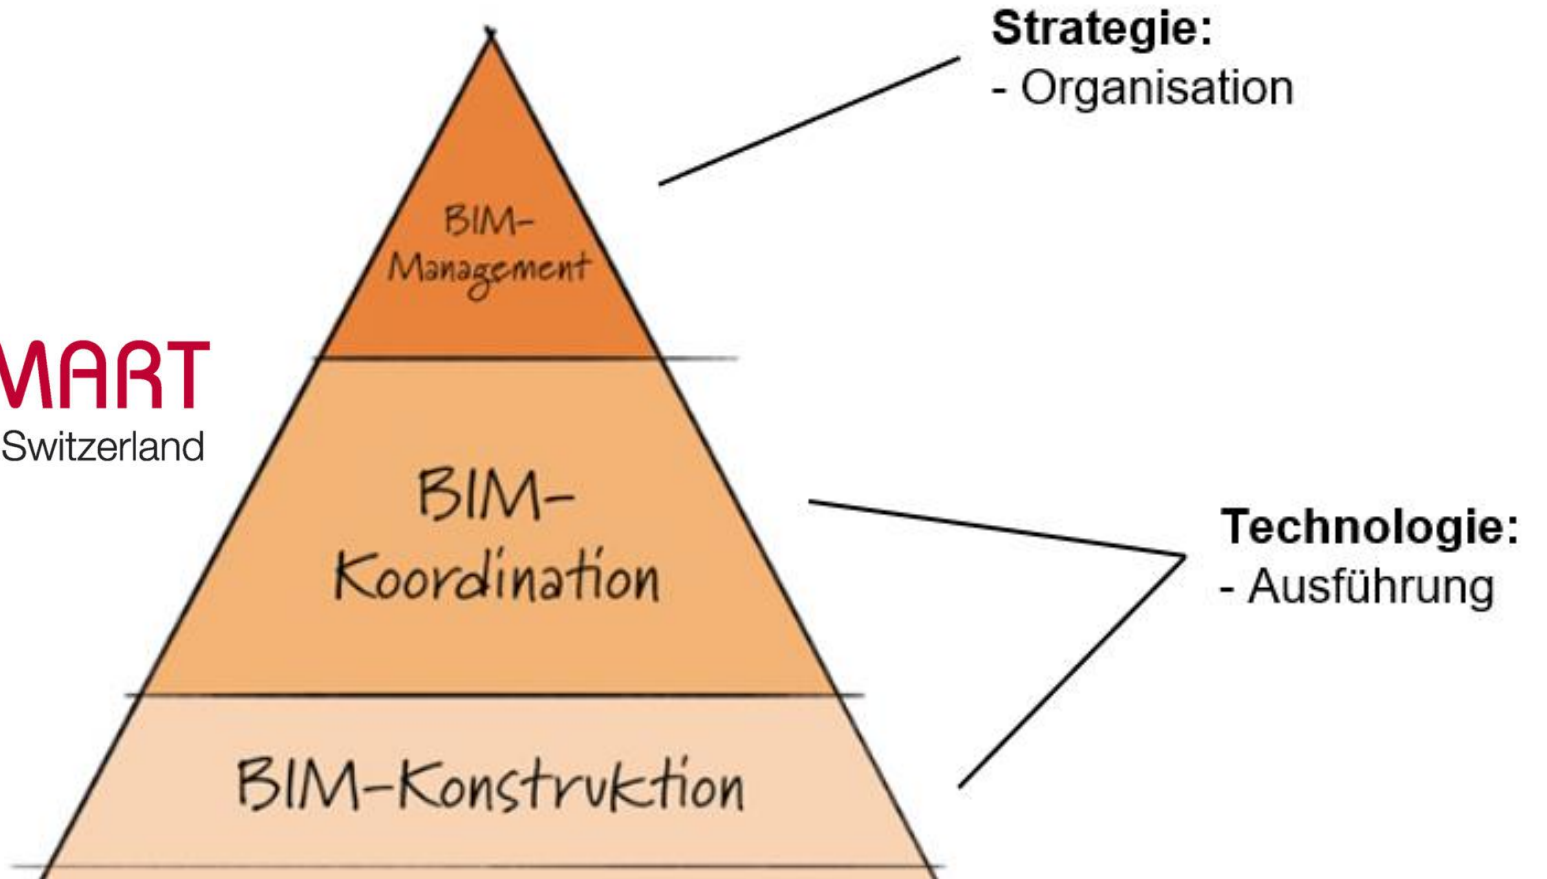 Strategie:
- Organisation
BIM-
Management
MART
Switzerland
BIM-
Koordination
Technologie:
- Ausführung
BIM-Konstruktion